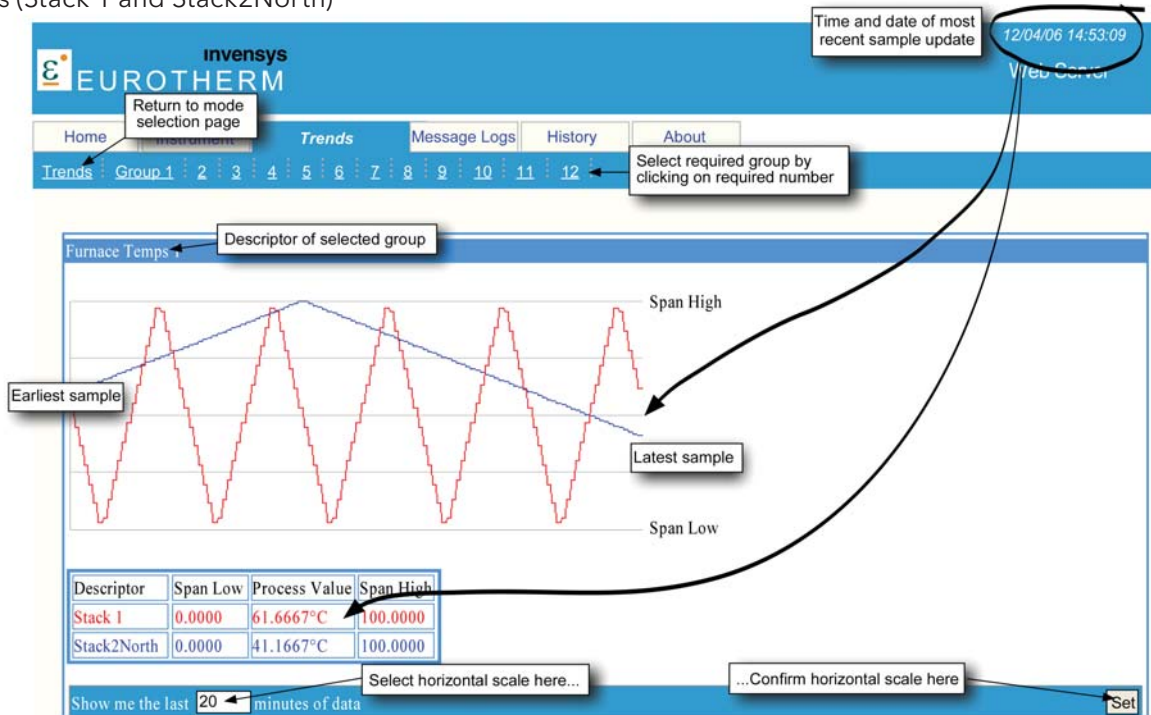 s (Stack 1 and Stack2North)
Time and date of most
recent sample update
12/04/06 14:53:09
Web Server
invensys
EUROTHERM
Return to mode
selection page
Home
Instrument
Trends
Message Logs
History
About
Trends Group 1 2 3 4 5 6 7 8 9 10 11 12
Select required group by
clicking on required number
Furnace Temps 1
Descriptor of selected group
Span High
Earliest sample
Latest sample
Span Low
Descriptor Span Low Process Value Span High
Stack 1 0.0000 61.6667°C 100.0000
Stack2North 0.0000 41.1667°C 100.0000
Select horizontal scale here...
...Confirm horizontal scale here
Show me the last 20 minutes of data
Set